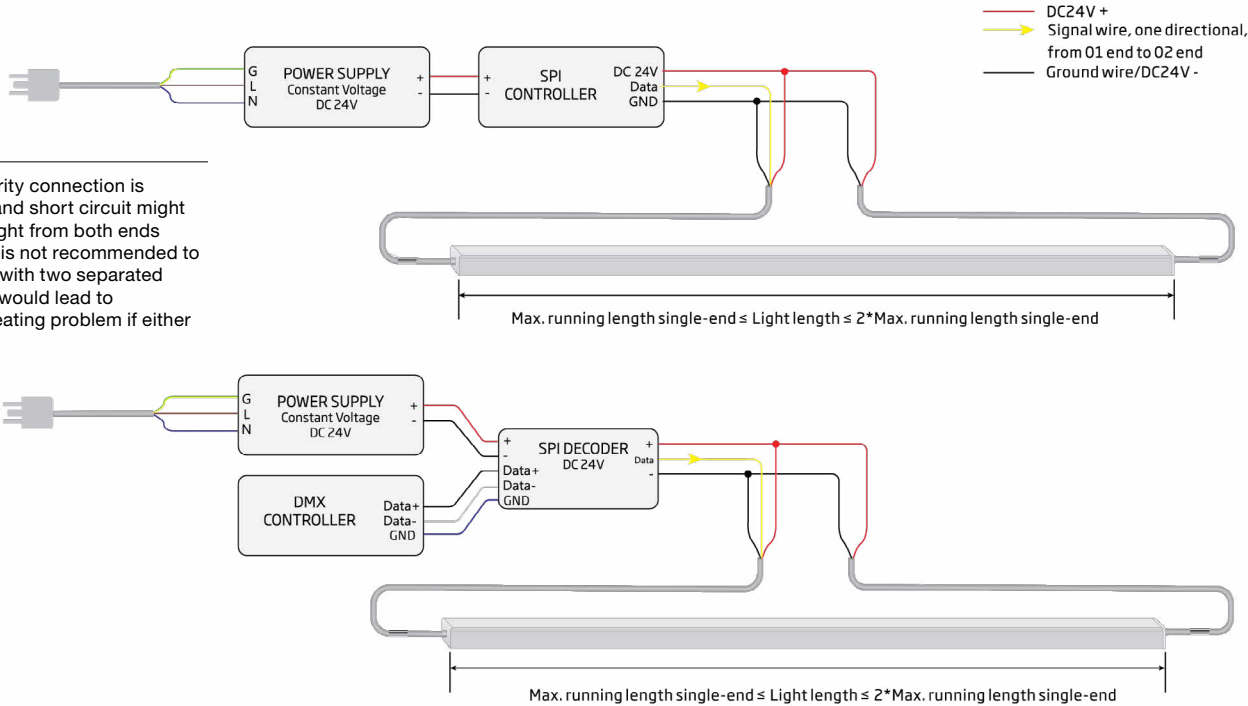 DC24V +
Signal wire, one directional,
from 01 end to 02 end
Ground wire/DC24V -
G
L
N
POWER SUPPLY
Constant Voltage
DC 24V
+
-
+
-
SPI
CONTROLLER
DC 24V
Data
GND
rity connection is
and short circuit might
ght from both ends
is not recommended to
with two separated
would lead to
eating problem if either
Max. running length single-end ≤ Light length ≤ 2*Max. running length single-end
G
L
N
POWER SUPPLY
Constant Voltage
DC 24V
+
-
DMX
CONTROLLER
Data+
Data-
GND
+
-
Data+
Data-
GND
SPI DECODER
DC 24V
+
Data
-
Max. running length single-end ≤ Light length ≤ 2*Max. running length single-end